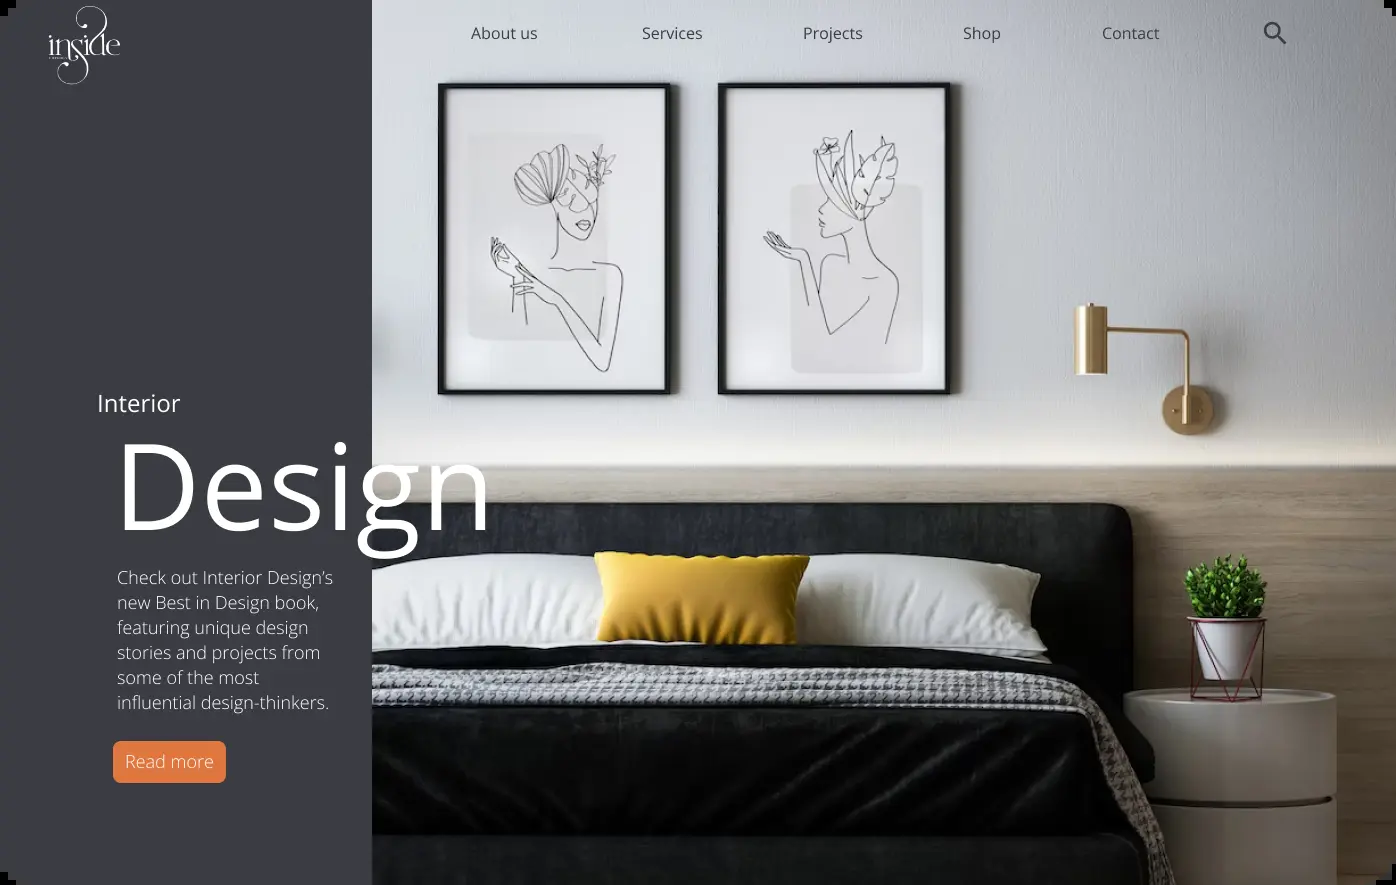 inside
About us
Services
Projects
Shop
Contact
Interior
Design
Check out Interior Design’s
new Best in Design book,
featuring unique design
stories and projects from
some of the most
influential design-thinkers.
Read more